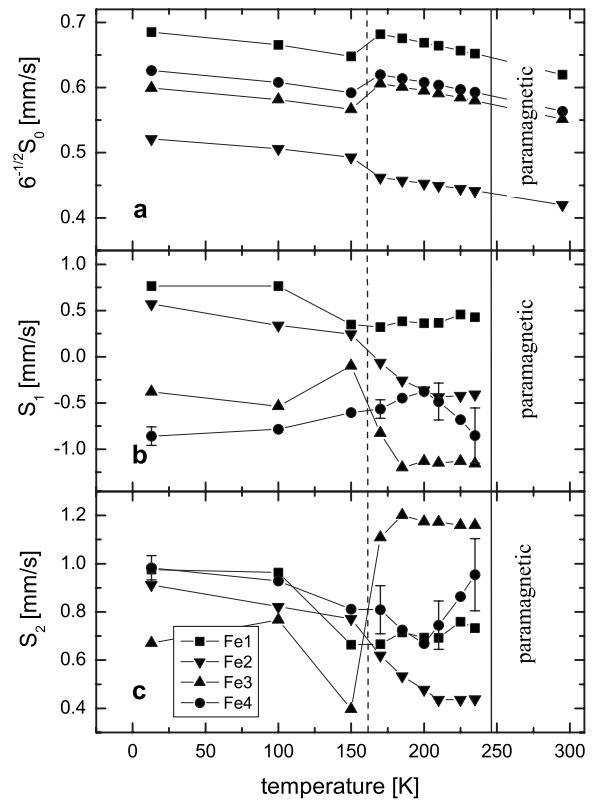 0.7
0.6
0.5
0.4
6-1/2S0 [mm/s]
a
paramagnetic
1.0
0.5
0.0
-0.5
-1.0
S1 [mm/s]
b
paramagnetic
1.2
1.0
0.8
0.6
0.4
S2 [mm/s]
c
Fe1
Fe2
Fe3
Fe4
paramagnetic
0 50 100 150 200 250 300
temperature [K]